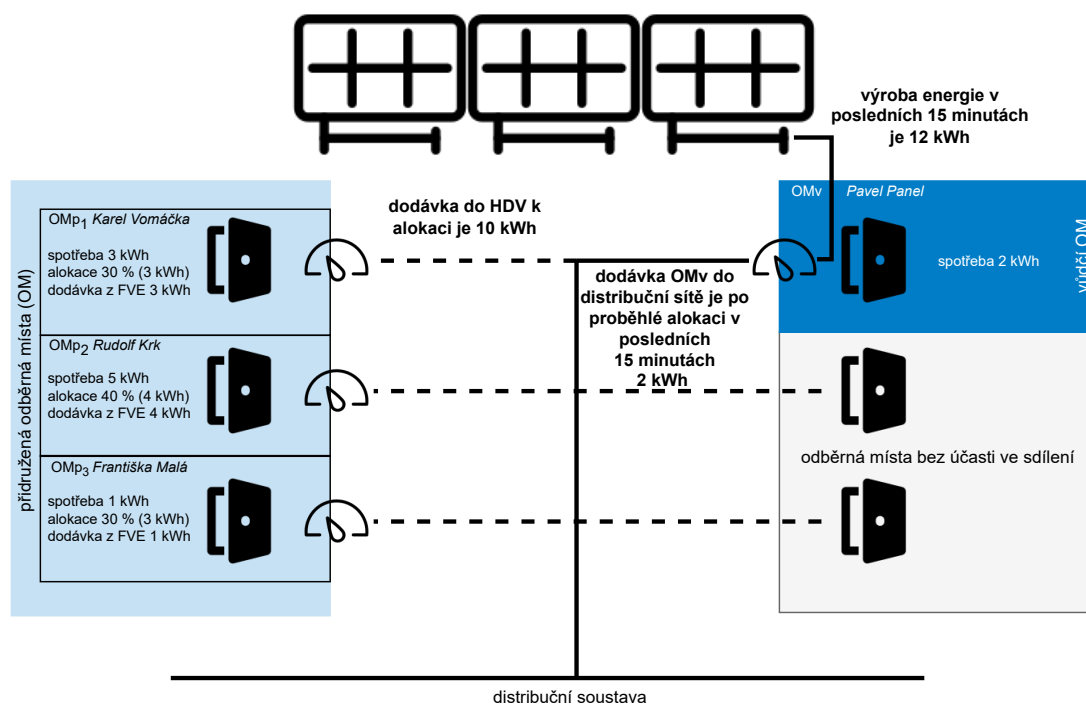 výroba energie v
posledních 15 minutách
je 12 kWh
přidružená odběrná místa (OM)
OMp1 Karel Vomáčka
spotřeba 3 kWh
alokace 30 % (3 kWh)
dodávka z FVE 3 kWh
dodávka do HDV k
alokaci je 10 kWh
OMv Pavel Panel
spotřeba 2 kWh
vůdčí OM
dodávka OMv do
distribuční sítě je po
proběhlé alokaci v
posledních
15 minutách
2 kWh
OMp2 Rudolf Krk
spotřeba 5 kWh
alokace 40 % (4 kWh)
dodávka z FVE 4 kWh
odběrná místa bez účasti ve sdílení
OMp3 Františka Malá
spotřeba 1 kWh
alokace 30 % (3 kWh)
dodávka z FVE 1 kWh
distribuční soustava